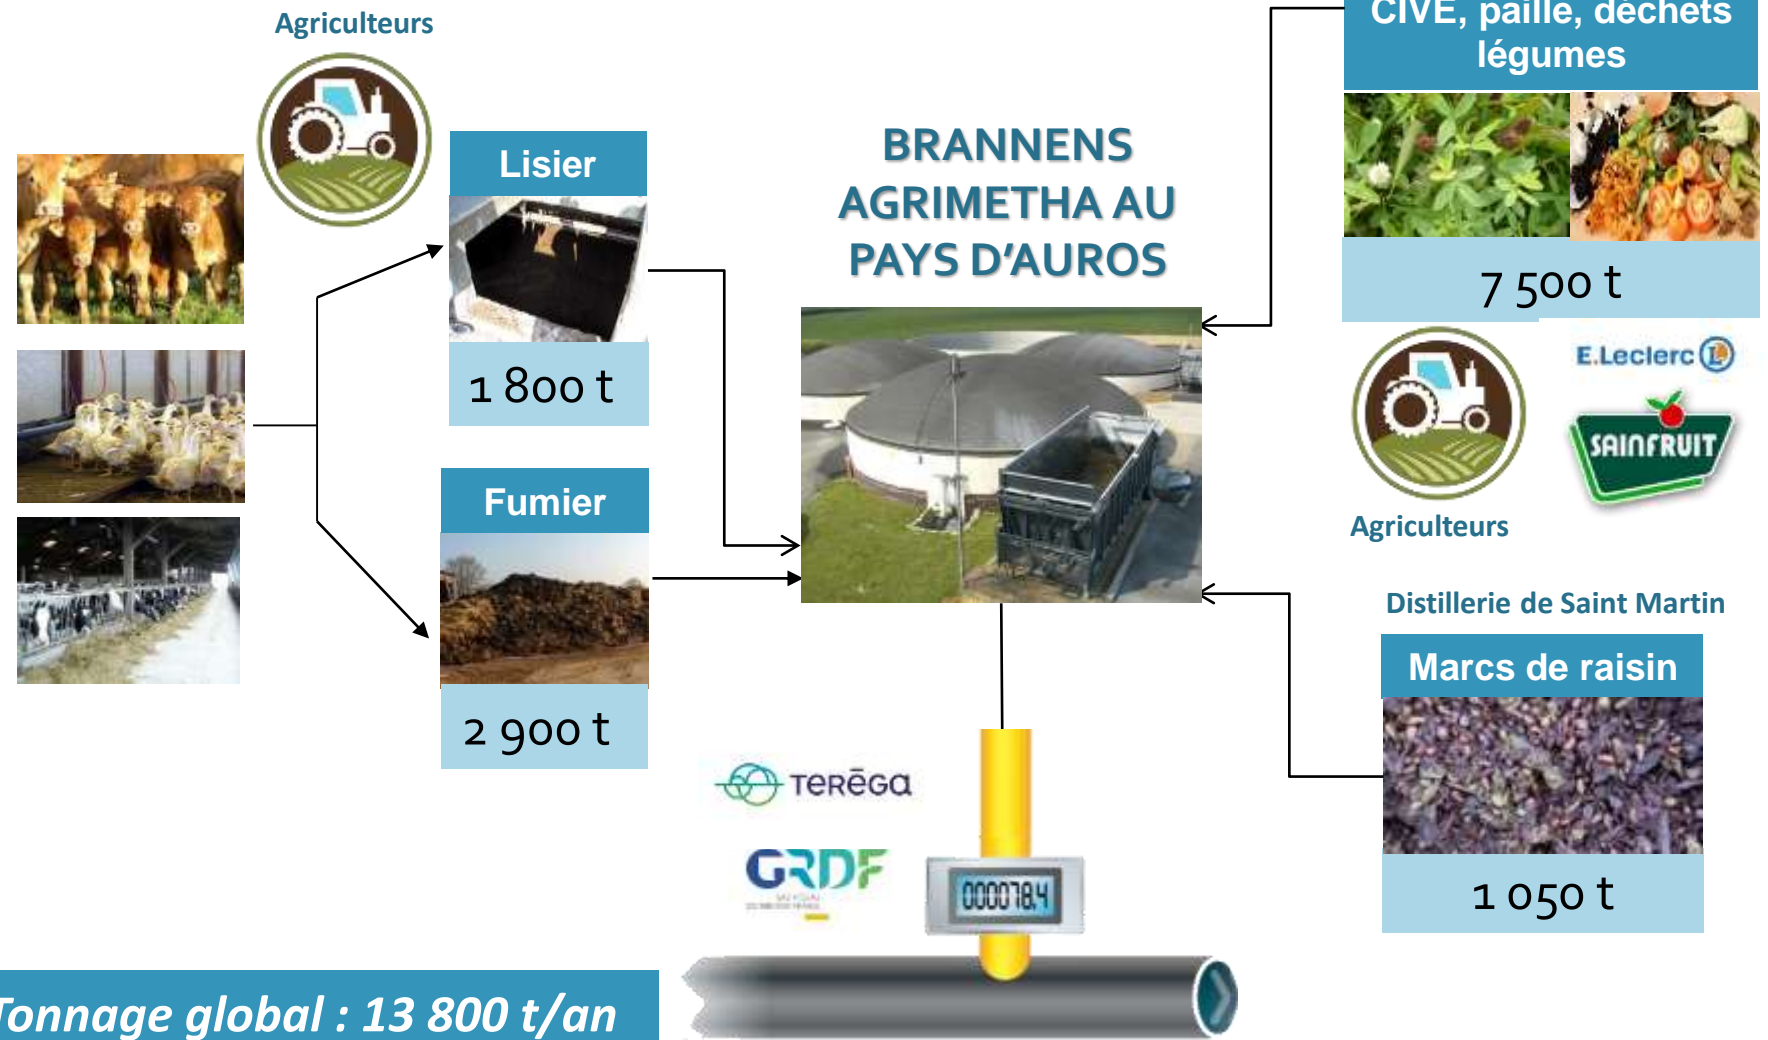 Agriculteurs
CIVE, paille, déchets
légumes
Lisier
1 800 t
BRANNENS
AGRIMETHA AU
PAYS D'AUROS
7 500 t
E.Leclerc
SAINFRUIT
Agriculteurs
Fumier
2 900 t
Distillerie de Saint Martin
Marcs de raisin
1 050 t
TERĒGA
GRDF
000078.4
Tonnage global : 13 800 t/an